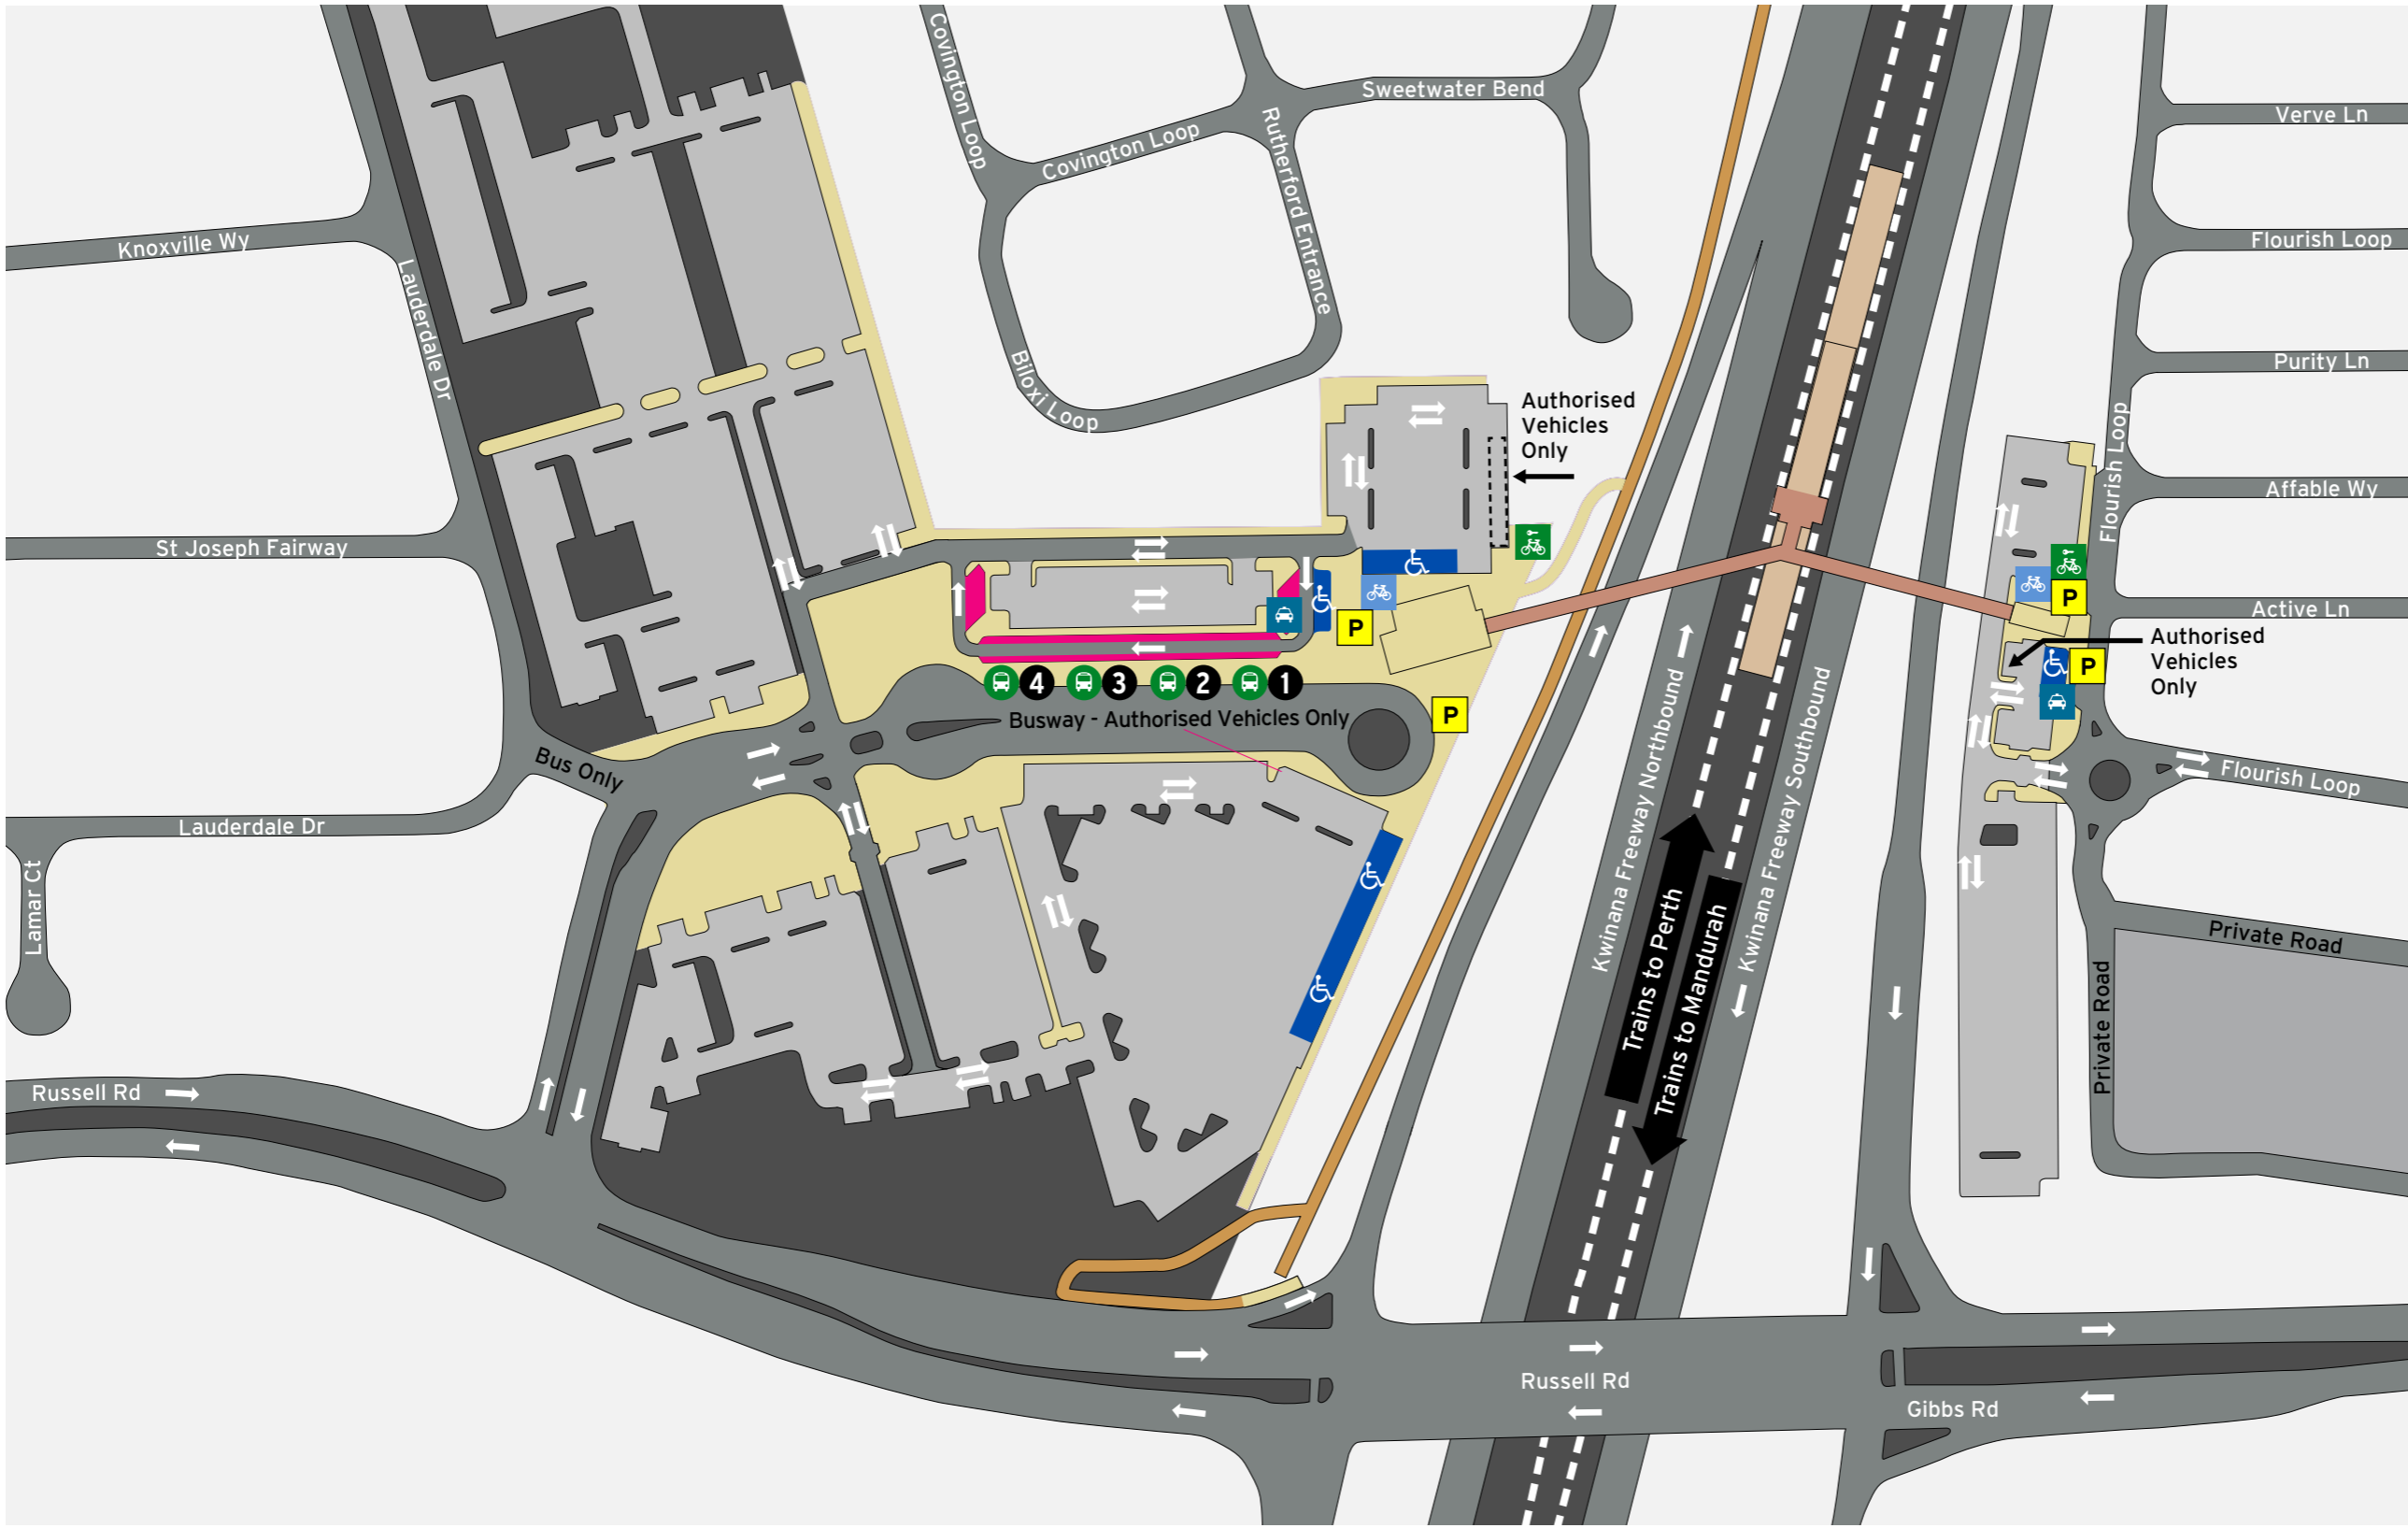 Covington Loop
Sweetwater Bend
Covington Loop
Rutherford Entrance
Verve Ln
Knoxville Wy
Flourish Loop
Lauderdale Dr
Biloxi Loop
Purity Ln
Authorised
Vehicles
Only
Flourish Loop
Affable Wy
St Joseph Fairway
Active Ln
P
P
Authorised
Vehicles
Only
P
4
3
2
1
P
Busway - Authorised Vehicles Only
Bus Only
Kwinana Freeway Northbound
Kwinana Freeway Southbound
Flourish Loop
Lauderdale Dr
Lamar Ct
Trains to Perth
Trains to Mandurah
Private Road
Private Road
Russell Rd
Russell Rd
Gibbs Rd